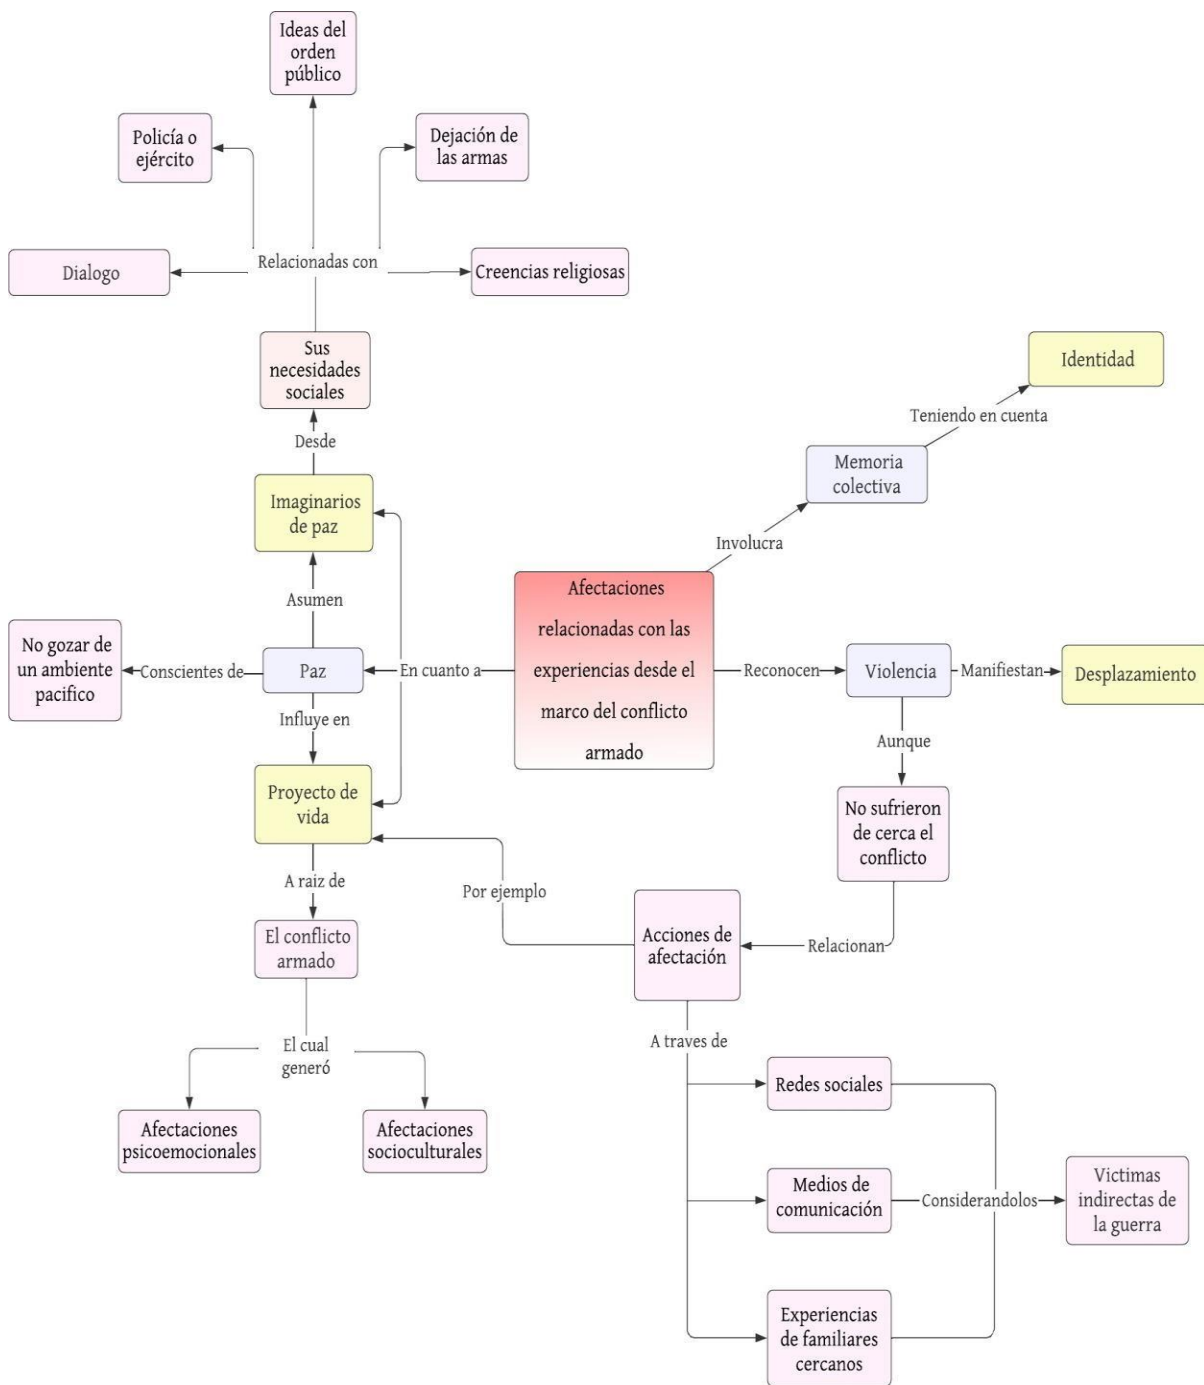 Ideas del
orden
público
Policía o
ejército
Dejación de
las armas
Dialogo
Relacionadas con
Creencias religiosas
Sus
necesidades
sociales
Desde
Imaginarios
de paz
Asumen
No gozar de
un ambiente
pacifico
Conscientes de
Paz
En cuanto a
Influye en
Proyecto de
vida
A raiz de
El conflicto
armado
El cual
generó
Afectaciones
psicoemocionales
Afectaciones
socioculturales
Afectaciones
relacionadas con las
experiencias desde el
marco del conflicto
armado
Involucra
Memoria
colectiva
Teniendo en cuenta
Identidad
Reconocen
Violencia
Manifiestan
Desplazamiento
Aunque
No sufrieron
de cerca el
conflicto
Relacionan
Acciones de
afectación
Por ejemplo
A traves de
Redes sociales
Medios de
comunicación
Experiencias
de familiares
cercanos
Considerandolos
Victimas
indirectas de
la guerra